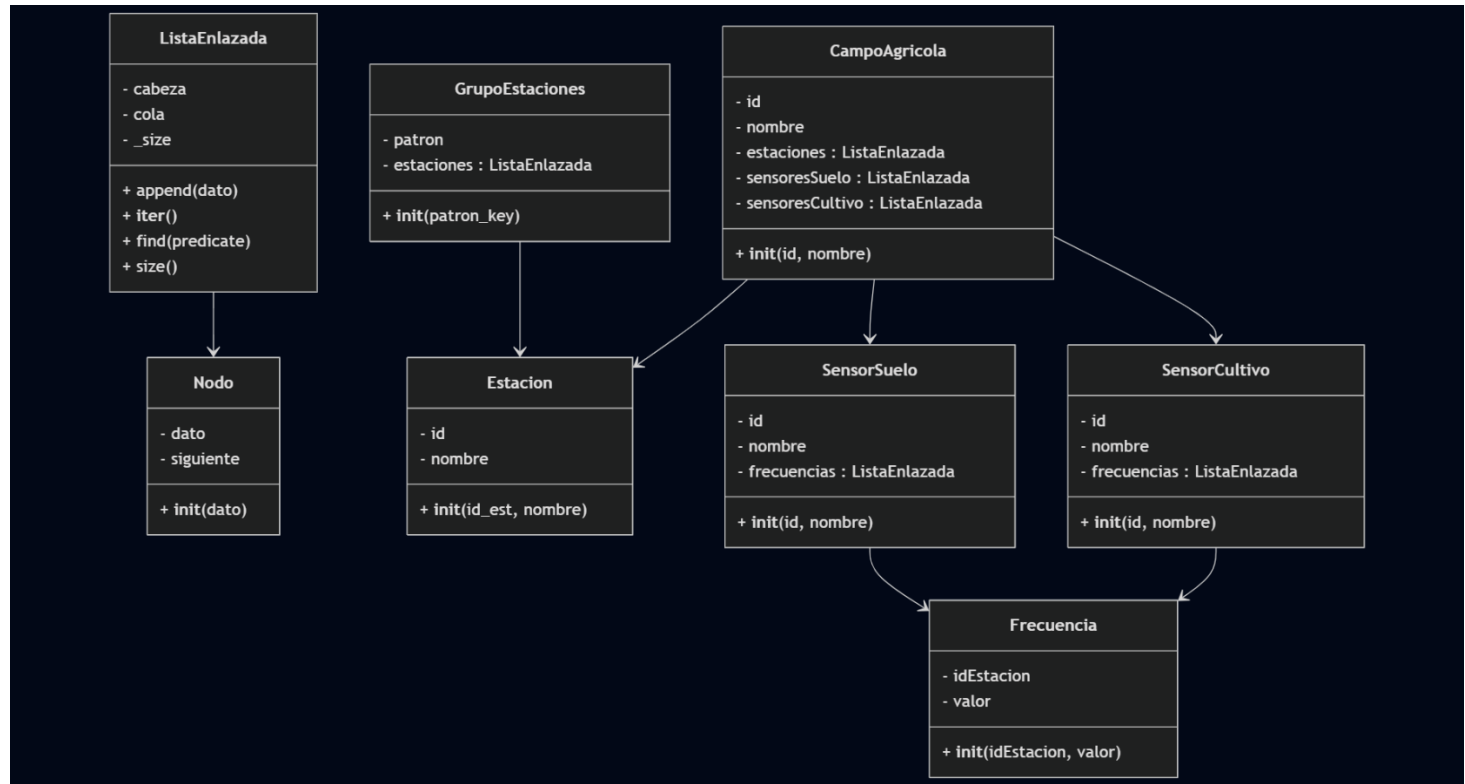 ListaEnlazada
- cabeza
- cola
- _size
+ append(dato)
+ iter()
+ find(predicate)
+ size()
GrupoEstaciones
- patron
- estaciones : ListaEnlazada
+ init(patron_key)
CampoAgricola
- id
- nombre
- estaciones : ListaEnlazada
- sensoresSuelo : ListaEnlazada
- sensoresCultivo : ListaEnlazada
+ init(id, nombre)
Nodo
- dato
- siguiente
+ init(dato)
Estacion
- id
- nombre
+ init(id_est, nombre)
SensorSuelo
- id
- nombre
- frecuencias : ListaEnlazada
+ init(id, nombre)
SensorCultivo
- id
- nombre
- frecuencias : ListaEnlazada
+ init(id, nombre)
Frecuencia
- idEstacion
- valor
+ init(idEstacion, valor)